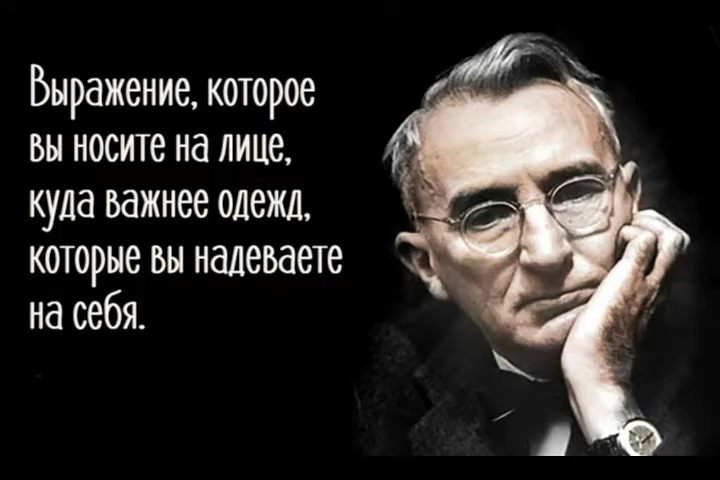 Выражение, которое
вы носите на лице,
куда важнее одежд,
которые вы надеваете
на себя.